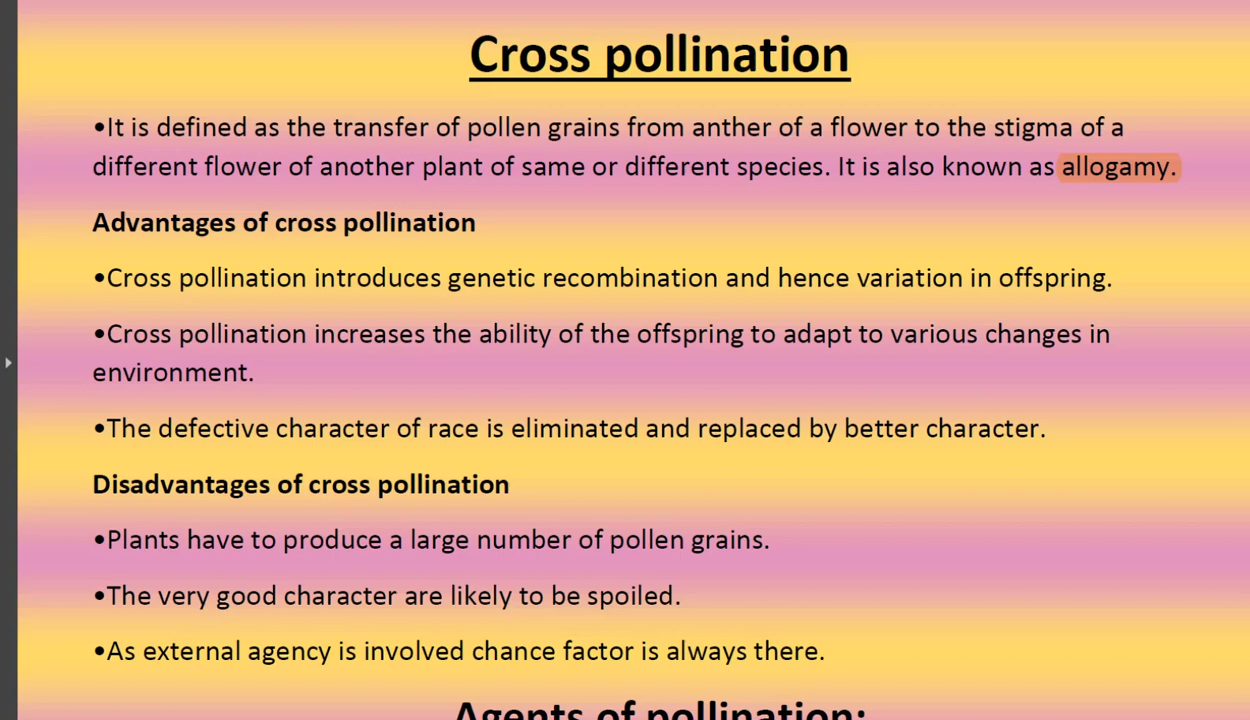 Cross pollination
•It is defined as the transfer of pollen grains from anther of a flower to the stigma of a
different flower of another plant of same or different species. It is also known as allogamy.
Advantages of cross pollination
•Cross pollination introduces genetic recombination and hence variation in offspring.
•Cross pollination increases the ability of the offspring to adapt to various changes in
environment.
•The defective character of race is eliminated and replaced by better character.
Disadvantages of cross pollination
•Plants have to produce a large number of pollen grains.
•The very good character are likely to be spoiled.
•As external agency is involved chance factor is always there.
Agents of pollination: